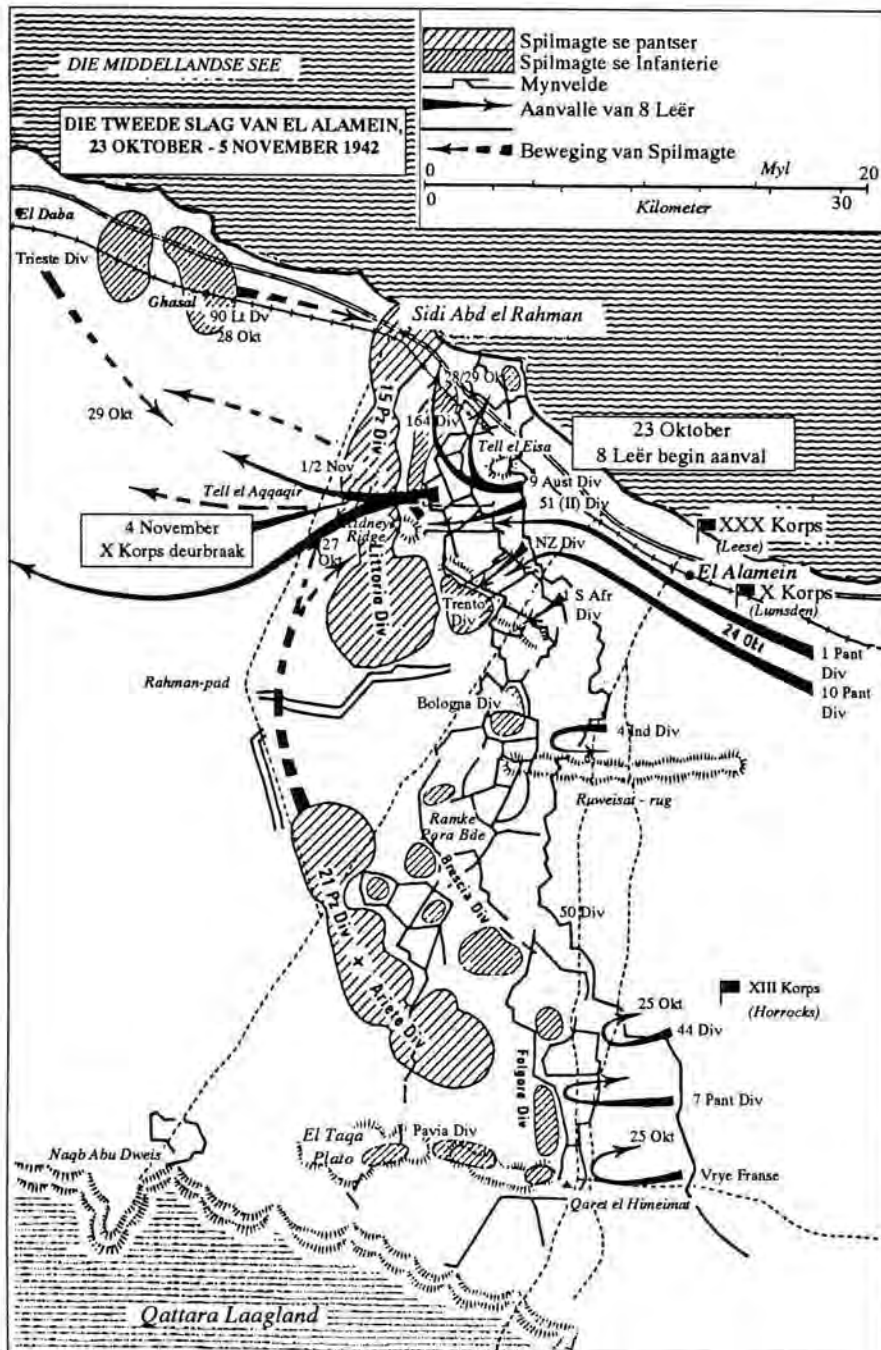 DIE MIDDELLANDSE SEE
DIE TWEEDE SLAG VAN EL ALAMEIN,
23 OKTOBER - 5 NOVEMBER 1942
Spilmagte se pantser
Spilmagte se Infanterie
Mynvelde
Aanvalle van 8 Leër
Beweging van Spilmagte
0 Myl 20
0 Kilometer 30
El Daba
Trieste Div
Ghasal
90 Lt Dv
28 Okt
Sidi Abd el Rahman
28/29 Okt
15 Pz Div
164 Div
Tell el Eisa
29 Okt
23 Oktober
8 Leër begin aanval
1/2 Nov
Tell el Aqqaqir
9 Aust Div
51 (II) Div
4 November
X Korps deurbraak
Kidney
Ridge
27
Okt
Littorio Div
NZ Div
XXX Korps
(Leese)
El Alamein
X Korps
(Lumsden)
24 Okt
1 Pant
Div
10 Pant
Div
Trento
Div
1 S Afr
Div
Rahman-pad
Bologna Div
4 Ind Div
Ruweisat - rug
Ramke
Para Bde
Brescia Div
21 Pz Div
x
Ariete Div
50 Div
XIII Korps
(Horrocks)
25 Okt
44 Div
Folgore Div
7 Pant Div
El Taqa
Plato
Pavia Div
25 Okt
Vrye Franse
Naqb Abu Dweis
Qaret el Himeimat
Qattara Laagland